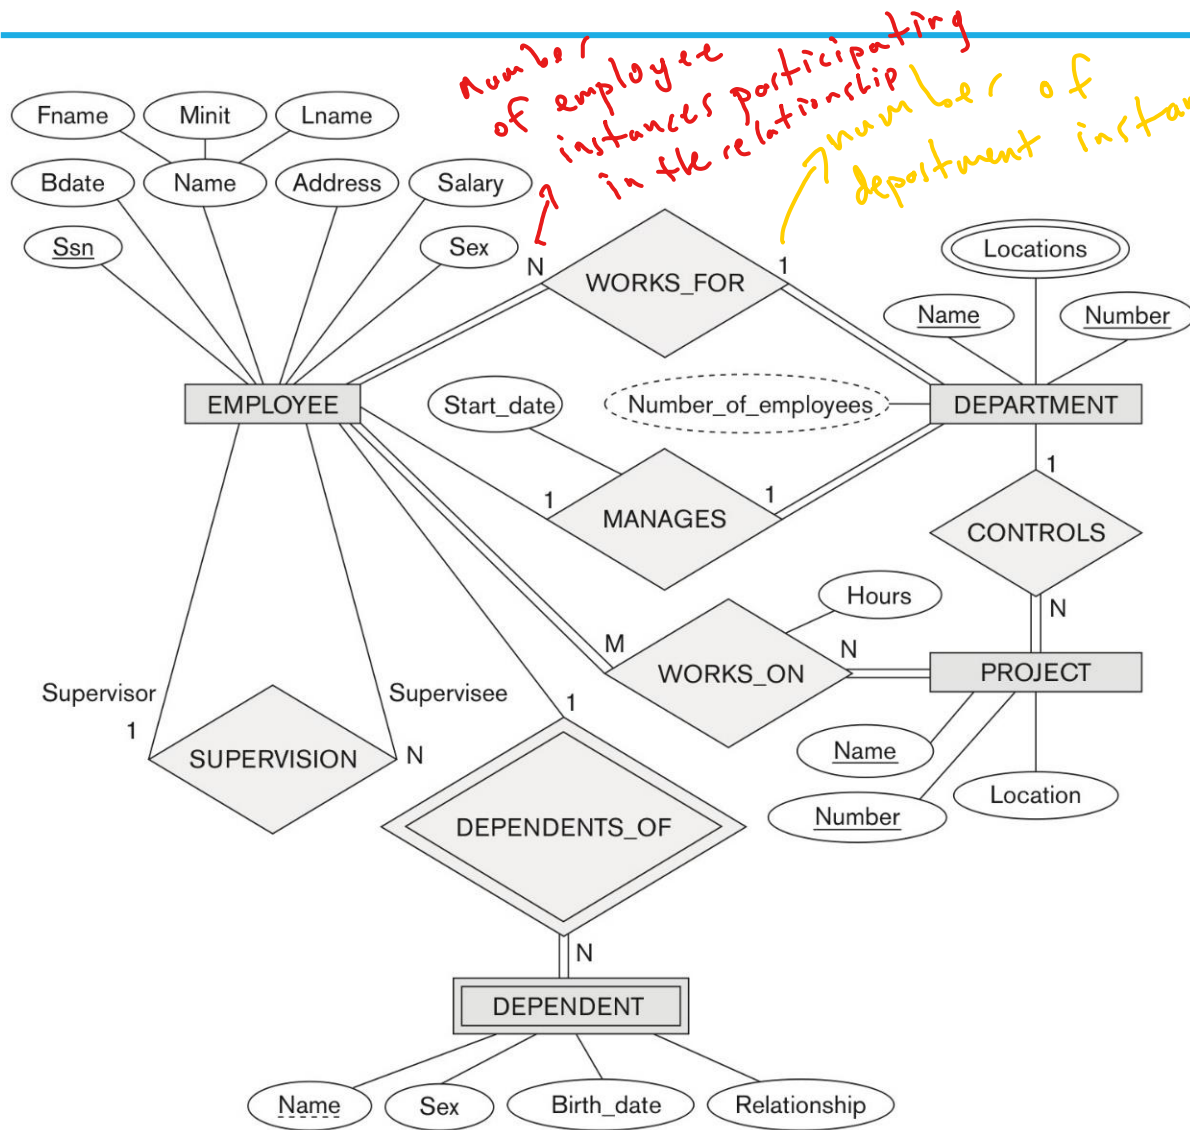 number
of employee
instances participating
in the relationship
number of
department instan
Fname
Minit
Lname
Bdate
Name
Address
Salary
Ssn
Sex
N
WORKS_FOR
1
Locations
Name
Number
EMPLOYEE
Start_date
Number_of_employees
DEPARTMENT
1
MANAGES
1
1
CONTROLS
N
Hours
M
WORKS_ON
N
PROJECT
Supervisor
1
Supervisee
N
SUPERVISION
1
Name
Number
Location
DEPENDENTS_OF
N
DEPENDENT
Name
Sex
Birth_date
Relationship